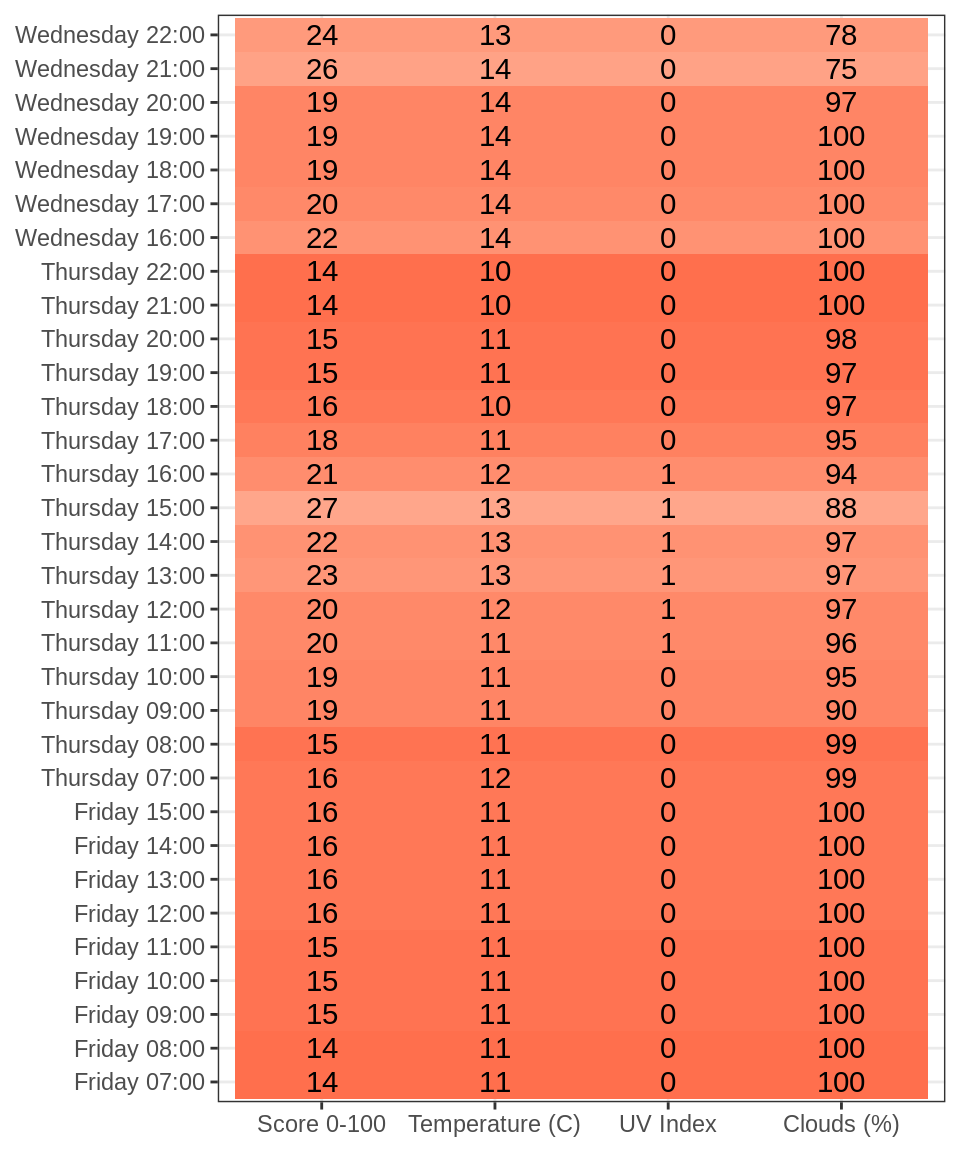 Wednesday 22:00 24 13 0 78
Wednesday 21:00 26 14 0 75
Wednesday 20:00 19 14 0 97
Wednesday 19:00 19 14 0 100
Wednesday 18:00 19 14 0 100
Wednesday 17:00 20 14 0 100
Wednesday 16:00 22 14 0 100
Thursday 22:00 14 10 0 100
Thursday 21:00 14 10 0 100
Thursday 20:00 15 11 0 98
Thursday 19:00 15 11 0 97
Thursday 18:00 16 10 0 97
Thursday 17:00 18 11 0 95
Thursday 16:00 21 12 1 94
Thursday 15:00 27 13 1 88
Thursday 14:00 22 13 1 97
Thursday 13:00 23 13 1 97
Thursday 12:00 20 12 1 97
Thursday 11:00 20 11 1 96
Thursday 10:00 19 11 0 95
Thursday 09:00 19 11 0 90
Thursday 08:00 15 11 0 99
Thursday 07:00 16 12 0 99
Friday 15:00 16 11 0 100
Friday 14:00 16 11 0 100
Friday 13:00 16 11 0 100
Friday 12:00 16 11 0 100
Friday 11:00 15 11 0 100
Friday 10:00 15 11 0 100
Friday 09:00 15 11 0 100
Friday 08:00 14 11 0 100
Friday 07:00 14 11 0 100
Score 0-100 Temperature (C) UV Index Clouds (%)